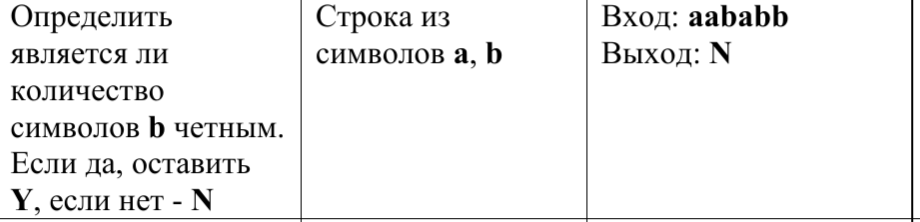 Определить
является ли
количество
символов b четным.
Если да, оставить
Y, если нет - N
Строка из
символов a, b
Вход: aababb
Выход: N